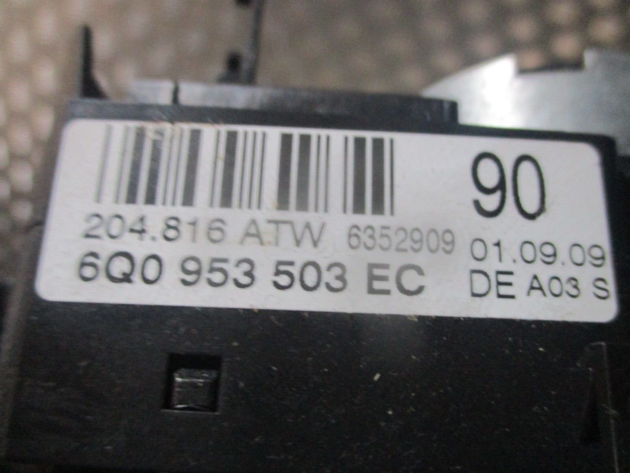 90
204.816 ATW 6352909 01.09.09
6Q0 953 503 EC DE A03 S